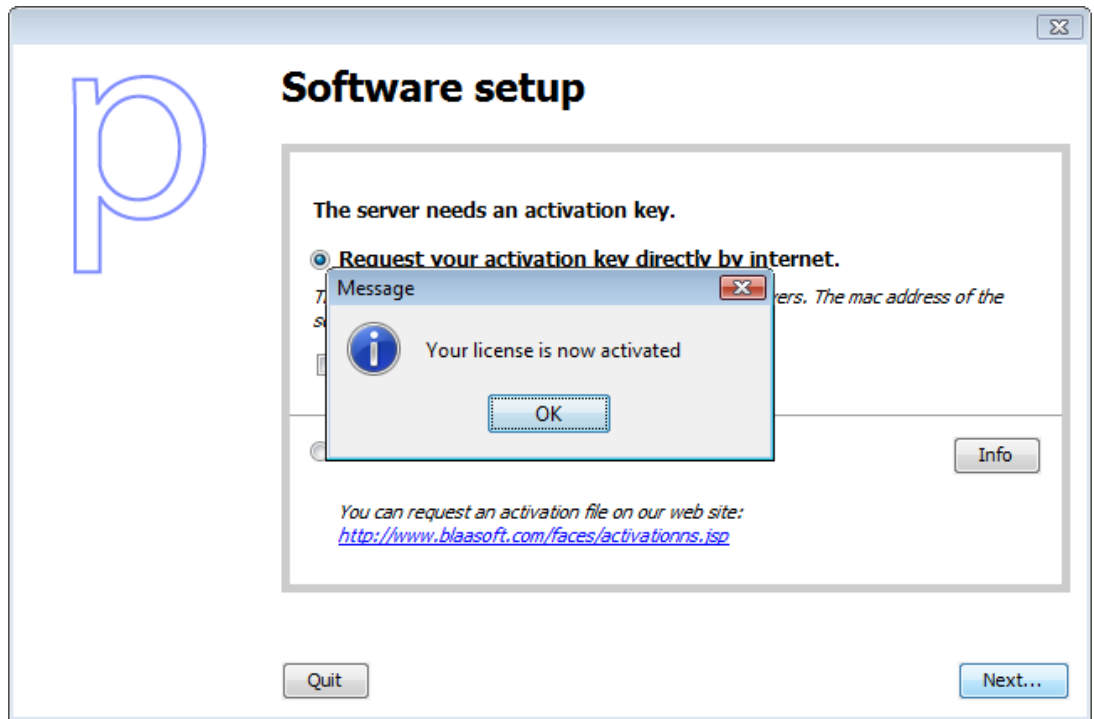 p
Software setup
The server needs an activation key.
Request your activation key directly by internet.
Message
vers. The mac address of the
Your license is now activated
OK
Info
You can request an activation file on our web site:
http://www.blaasoft.com/faces/activationns.jsp
Quit
Next...